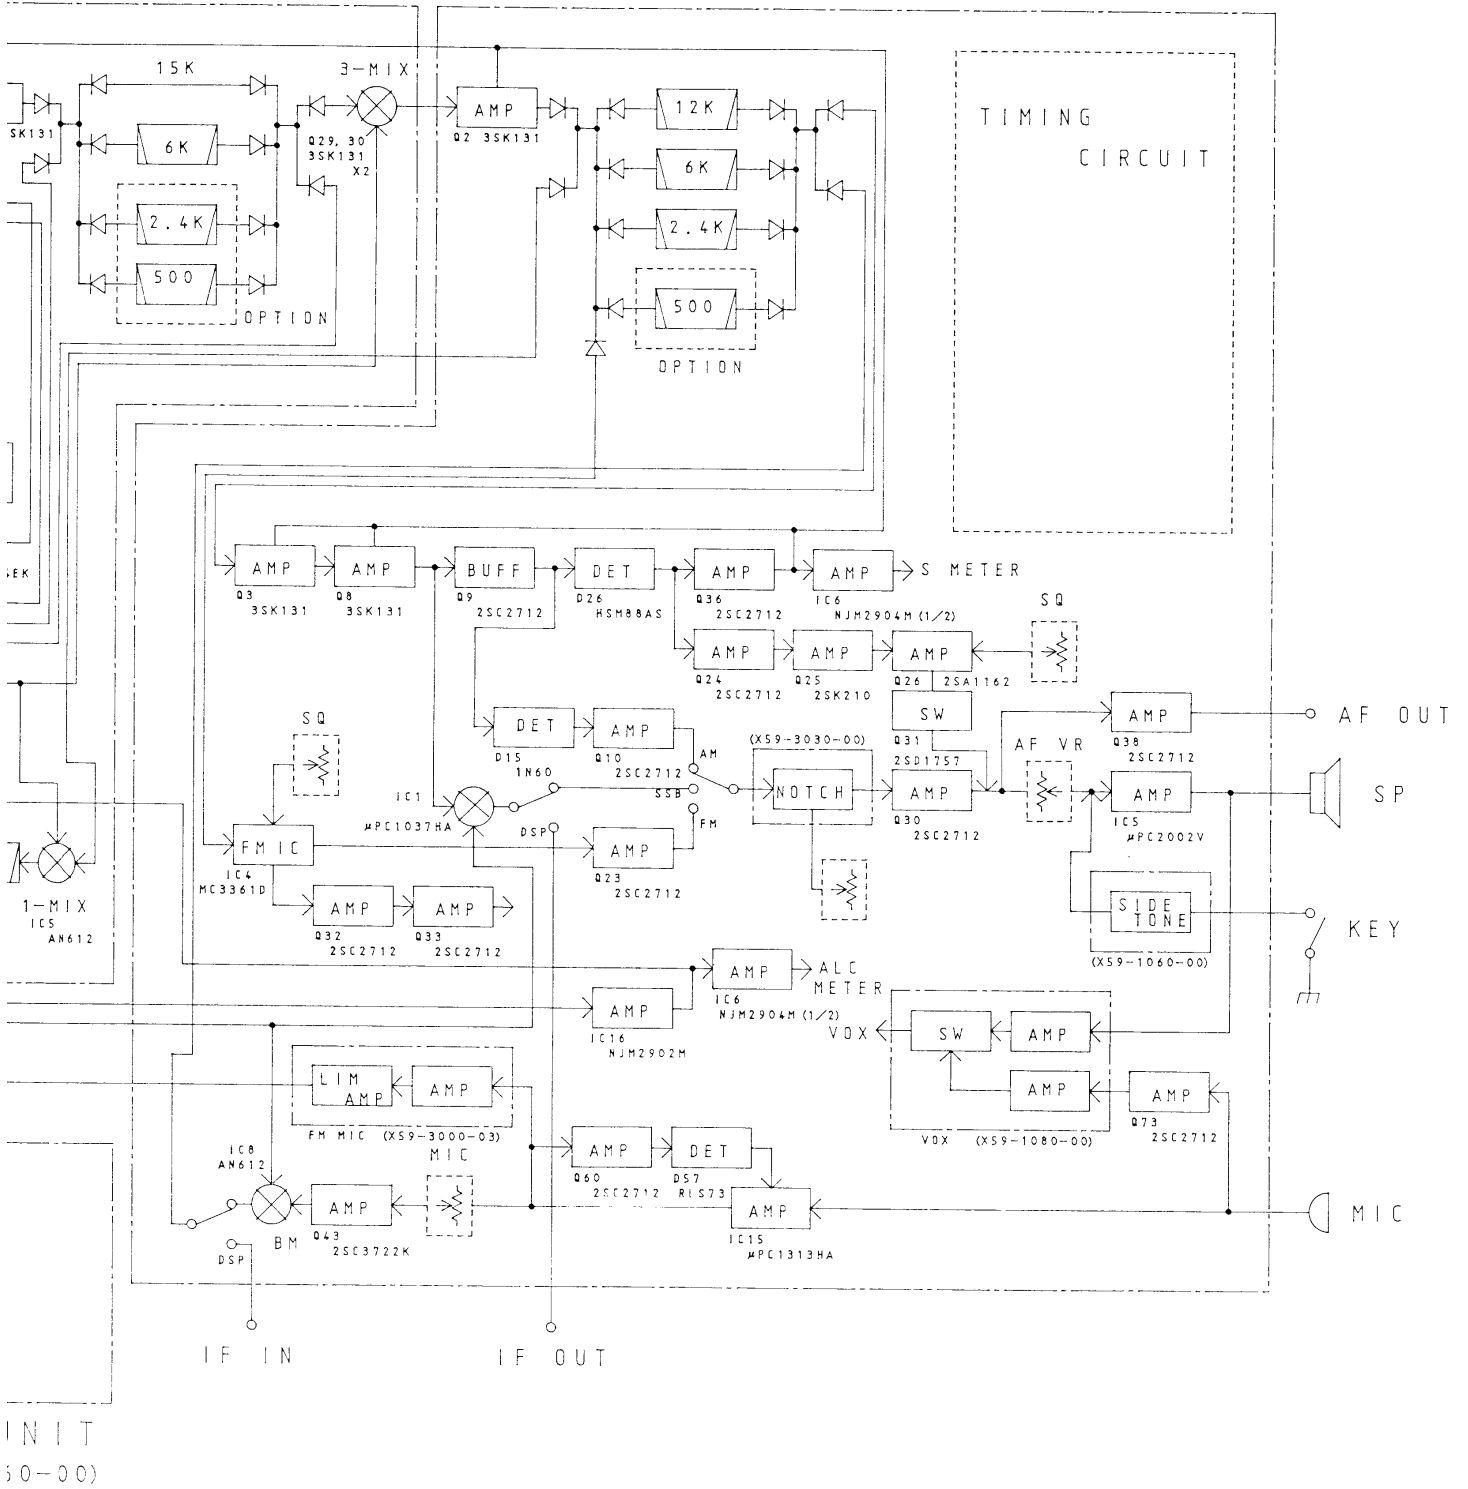 15K
3-MIX
SK131
6K
Q29, 30
3SK131
X2
2.4K
500
OPTION
AMP
Q2 3SK131
12K
6K
2.4K
500
OPTION
TIMING
CIRCUIT
AMP
Q3
3SK131
AMP
Q8
3SK131
BUFF
Q9
2SC2712
DET
D26
HSM88AS
AMP
Q36
2SC2712
AMP
IC6
NJM2904M (1/2)
S METER
AMP
Q24
2SC2712
AMP
Q25
2SK210
AMP
Q26
2SA1162
SQ
SW
Q31
2SD1757
DET
D15
1N60
AMP
Q10
2SC2712
AM
SSB
FM
(X59-3030-00)
NOTCH
AMP
Q30
2SC2712
AF VR
AMP
Q38
2SC2712
AF OUT
AMP
IC5
μPC2002V
SP
SQ
IC1
μPC1037HA
DSP
FM IC
IC4
MC3361D
AMP
Q23
2SC2712
AMP
Q32
2SC2712
AMP
Q33
2SC2712
1-MIX
IC5
AN612
SIDE
TONE
(X59-1060-00)
KEY
AMP
IC6
NJM2904M (1/2)
ALC
METER
AMP
IC16
NJM2902M
VOX
SW
AMP
AMP
VOX (X59-1080-00)
AMP
Q73
2SC2712
LIM
AMP
AMP
FM MIC (X59-3000-03)
MIC
IC8
AN612
BM
AMP
Q43
2SC3722K
AMP
Q60
2SC2712
DET
D57
RLS73
AMP
IC15
μPC1313HA
MIC
DSP
IF IN
IF OUT
NIT
0-00)